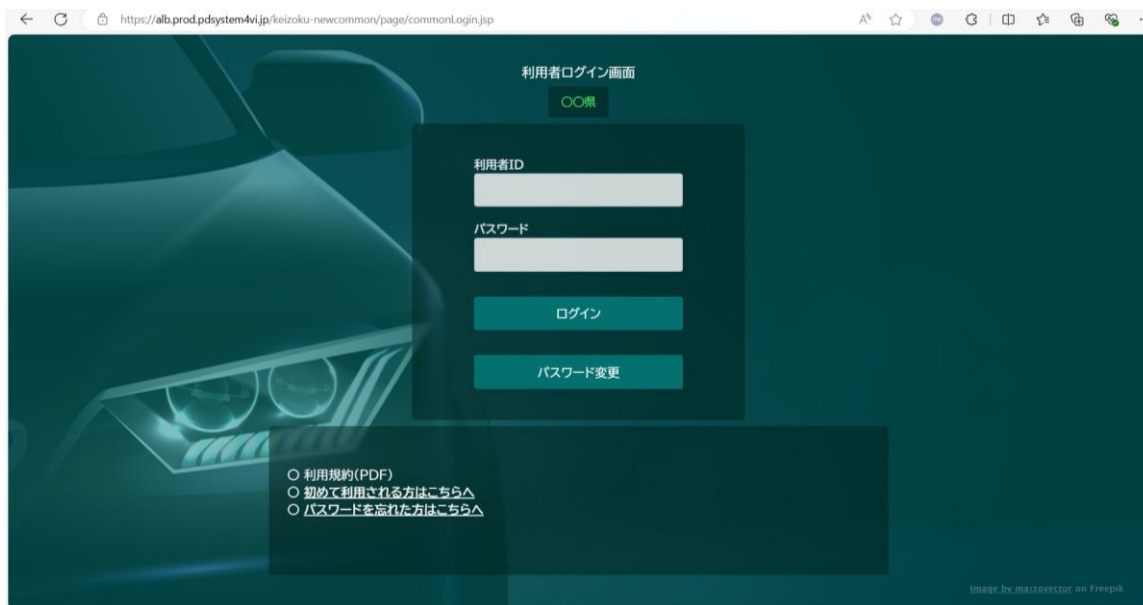 https://alb.prod.pdsystem4vi.jp/keizoku-newcommon/page/commonLogin.jsp
利用者ログイン画面
〇〇県
利用者ID
パスワード
ログイン
パスワード変更
○ 利用規約(PDF)
○ 初めて利用される方はこちらへ
○ パスワードを忘れた方はこちらへ
Image by macrovector on Freepik